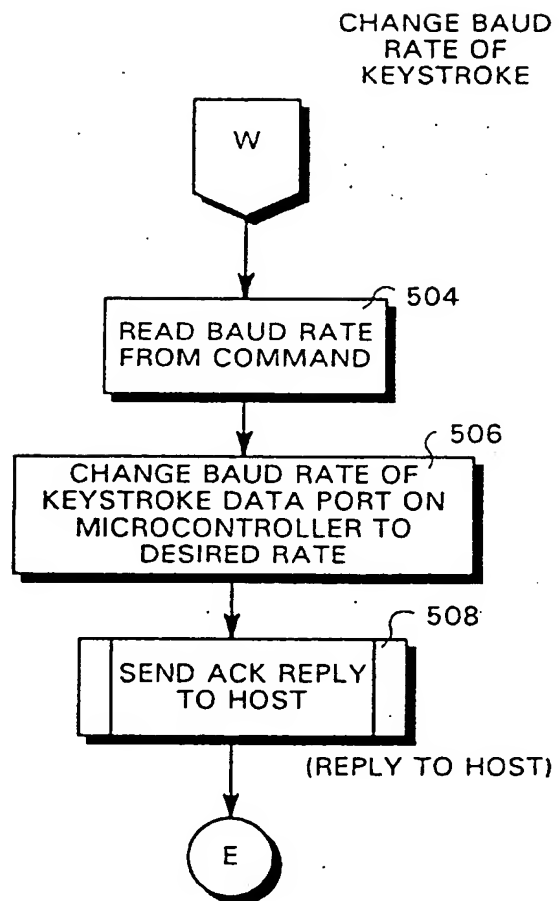 CHANGE BAUD
RATE OF
KEYSTROKE
W
504
READ BAUD RATE
FROM COMMAND
506
CHANGE BAUD RATE OF
KEYSTROKE DATA PORT ON
MICROCONTROLLER TO
DESIRED RATE
508
SEND ACK REPLY
TO HOST
(REPLY TO HOST)
E